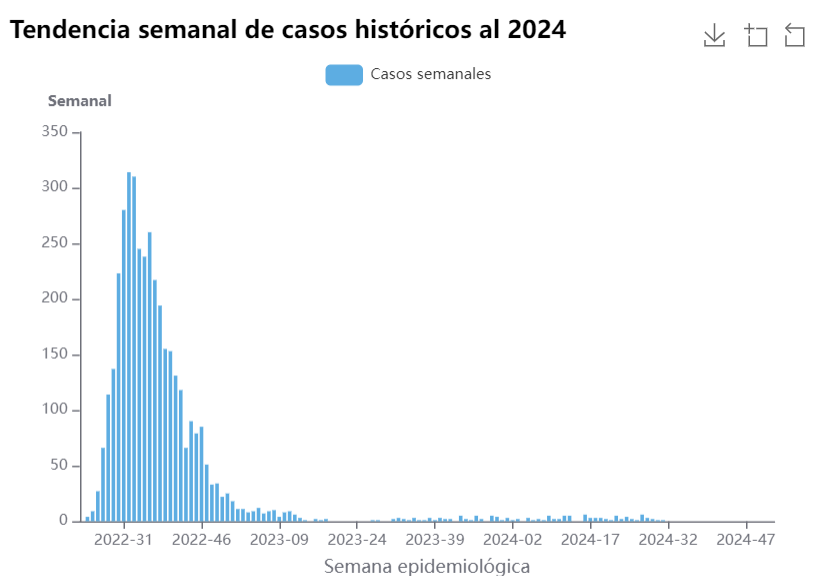 Tendencia semanal de casos históricos al 2024
Casos semanales
Semanal
350
300
250
200
150
100
50
0
2022-31 2022-46 2023-09 2023-24 2023-39 2024-02 2024-17 2024-32 2024-47
Semana epidemiológica